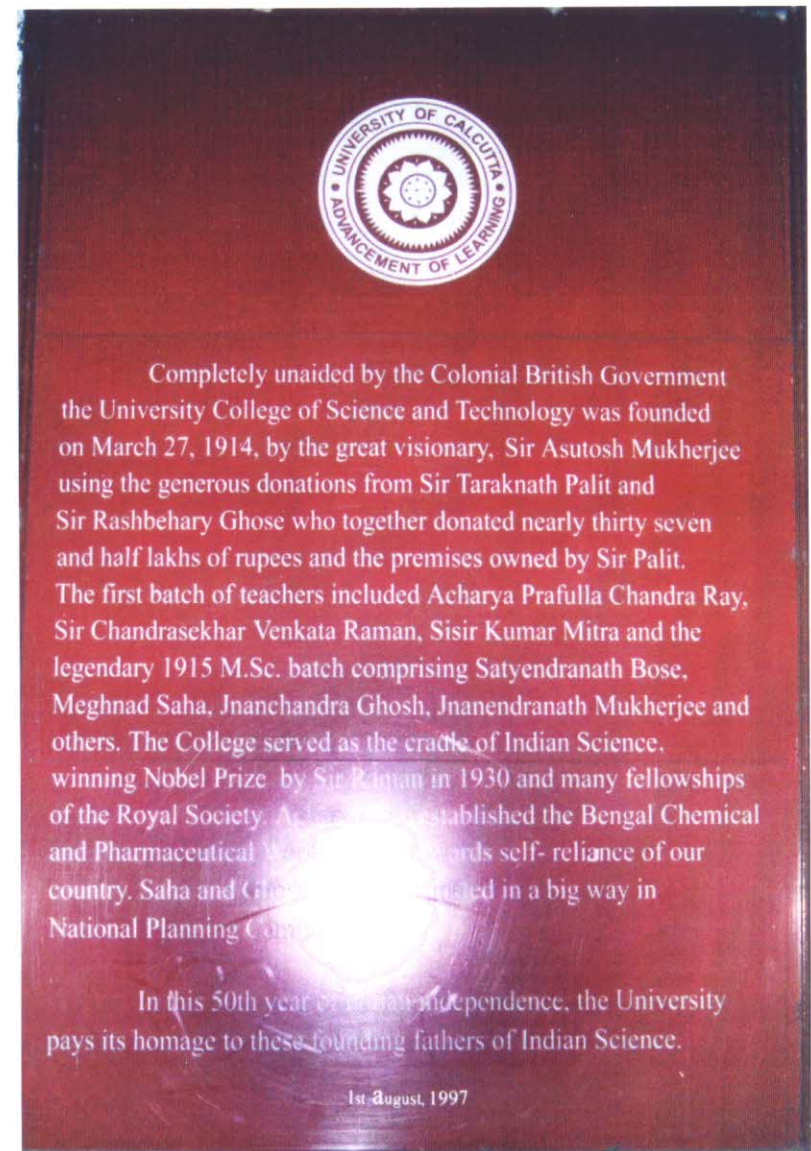 UNIVERSITY OF CALCUTTA
ADVANCEMENT OF LEARNING
Completely unaided by the Colonial British Government
the University College of Science and Technology was founded
on March 27, 1914, by the great visionary, Sir Asutosh Mukherjee
using the generous donations from Sir Taraknath Palit and
Sir Rashbehary Ghose who together donated nearly thirty seven
and half lakhs of rupees and the premises owned by Sir Palit.
The first batch of teachers included Acharya Prafulla Chandra Ray,
Sir Chandrasekhar Venkata Raman, Sisir Kumar Mitra and the
legendary 1915 M.Sc. batch comprising Satyendranath Bose,
Meghnad Saha, Jnanchandra Ghosh, Jnanendranath Mukherjee and
others. The College served as the cradle of Indian Science,
winning Nobel Prize by Sir Raman in 1930 and many fellowships
of the Royal Society. established the Bengal Chemical
and Pharmaceutical self- reliance of our
country. Saha and in a big way in
National Planning
In this 50th year of Indian independence, the University
pays its homage to these founding fathers of Indian Science.
1st august, 1997